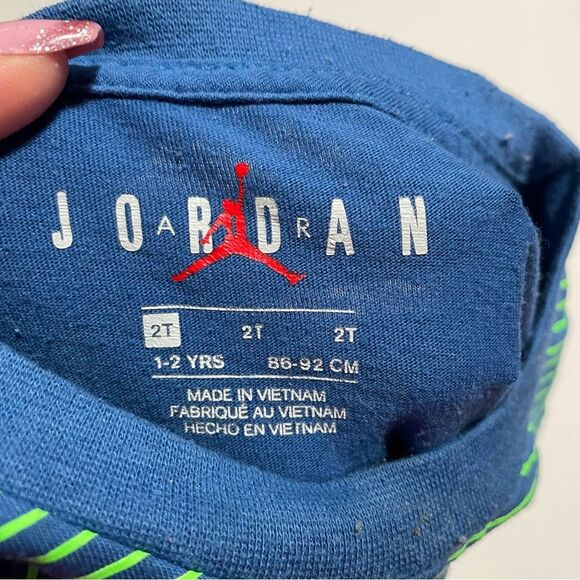 JORDAN
AIR
2T 2T 2T
1-2 YRS 86-92 CM
MADE IN VIETNAM
FABRIQUÉ AU VIETNAM
HECHO EN VIETNAM